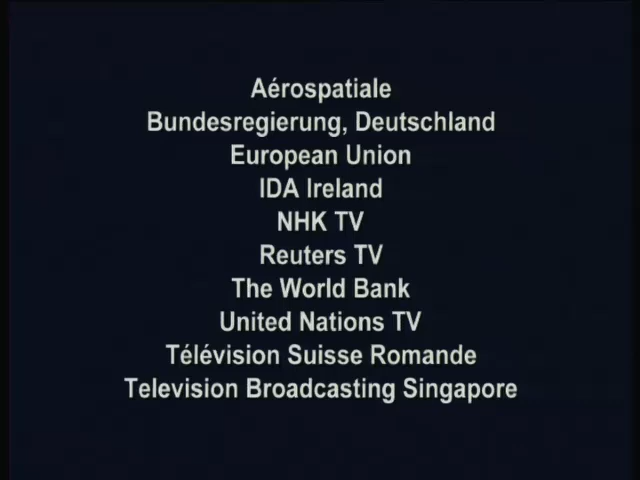 Aérospatiale
Bundesregierung, Deutschland
European Union
IDA Ireland
NHK TV
Reuters TV
The World Bank
United Nations TV
Télévision Suisse Romande
Television Broadcasting Singapore